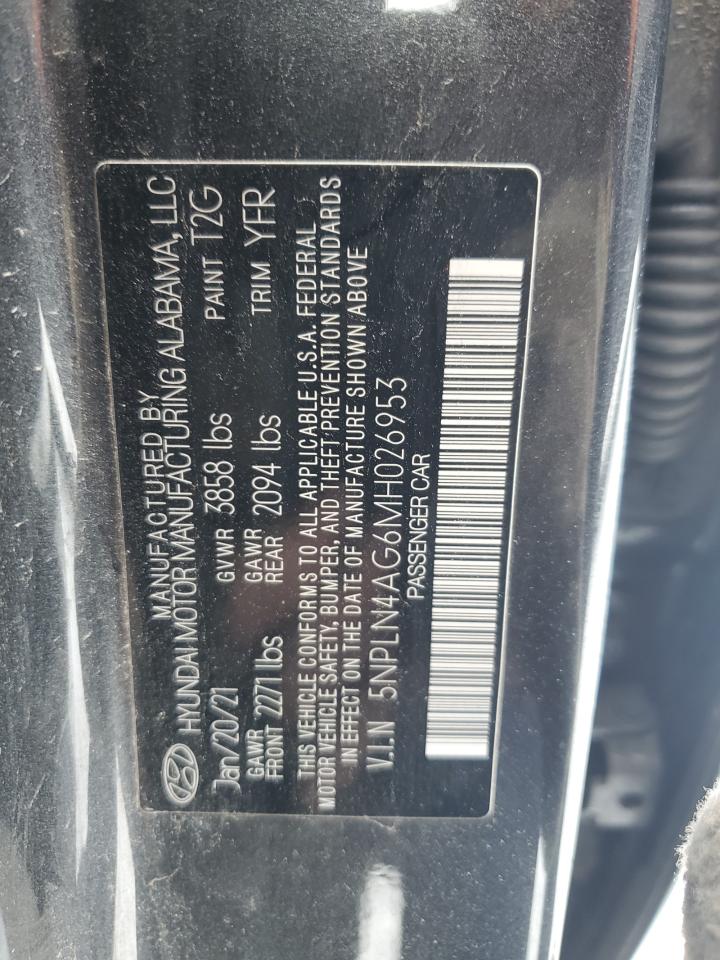 MANUFACTURED BY
HYUNDAI MOTOR MANUFACTURING ALABAMA, LLC
Jan/20/21 GVWR 3858 lbs PAINT T2G
GAWR FRONT 2271 lbs GAWR REAR 2094 lbs TRIM YFR
THIS VEHICLE CONFORMS TO ALL APPLICABLE U.S.A. FEDERAL
MOTOR VEHICLE SAFETY, BUMPER, AND THEFT PREVENTION STANDARDS
IN EFFECT ON THE DATE OF MANUFACTURE SHOWN ABOVE
V.I.N 5NPLN4AG6MH026953
PASSENGER CAR